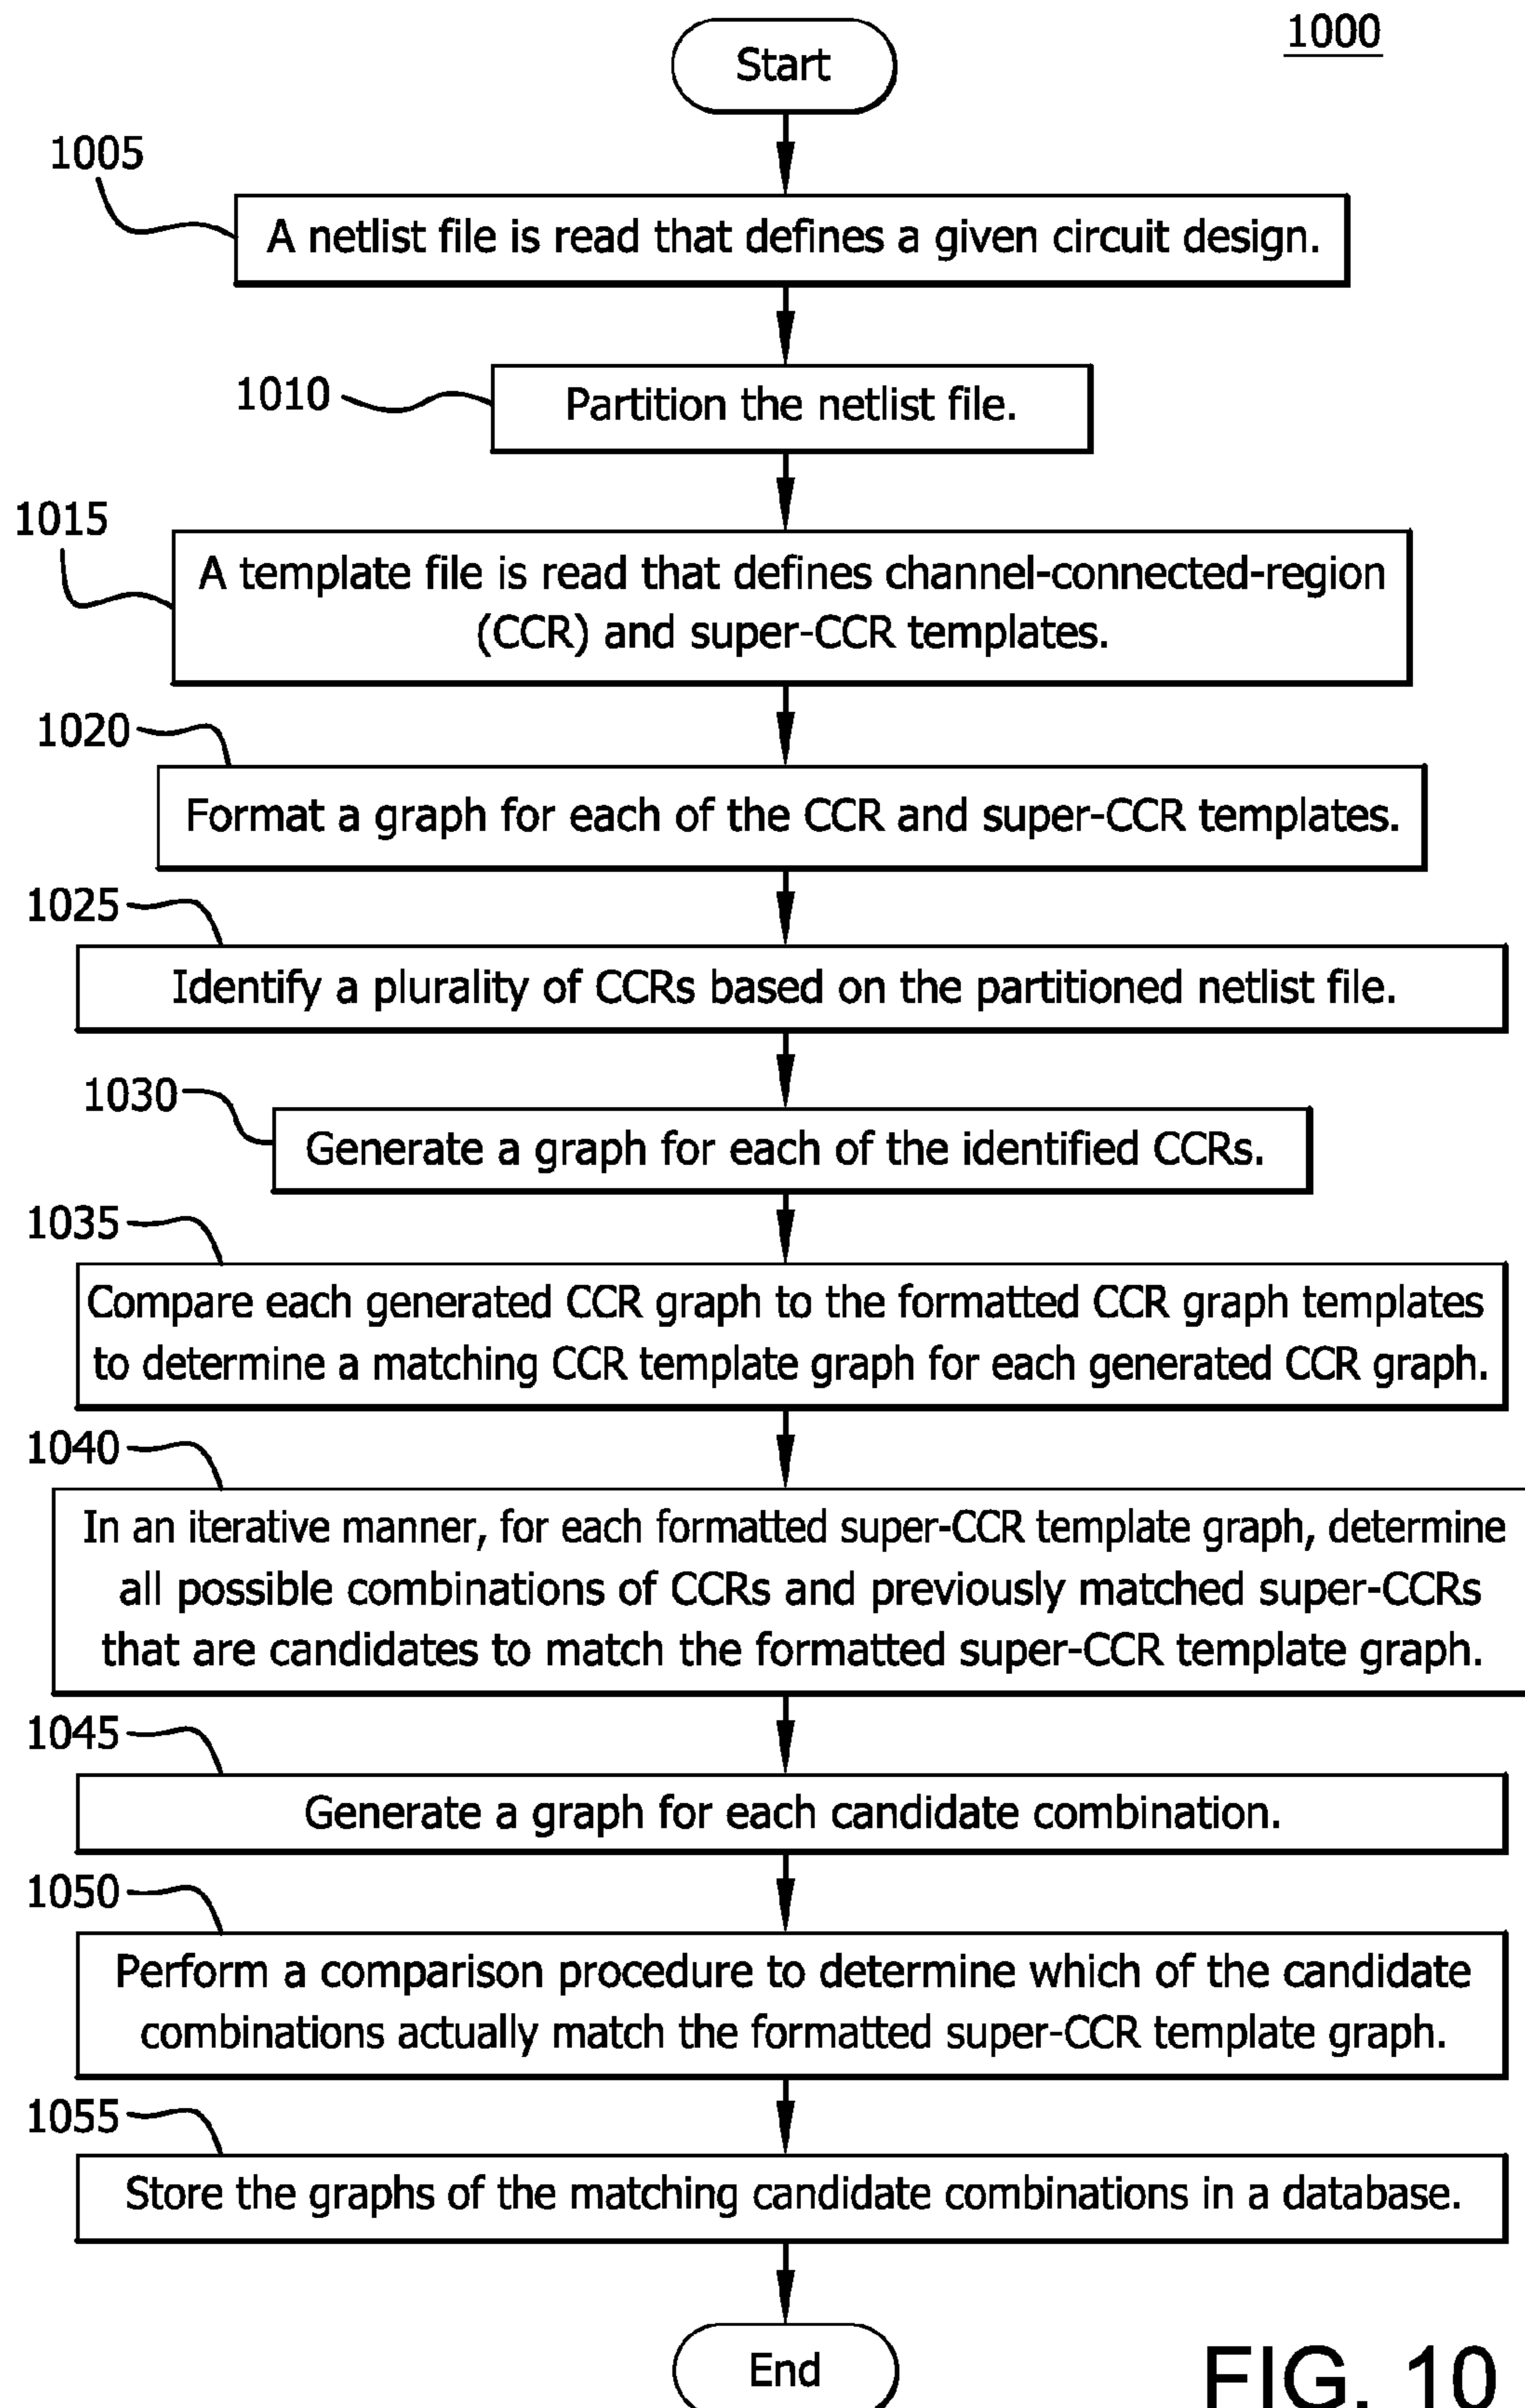 1000
Start
1005
A netlist file is read that defines a given circuit design.
1010
Partition the netlist file.
1015
A template file is read that defines channel-connected-region
(CCR) and super-CCR templates.
1020
Format a graph for each of the CCR and super-CCR templates.
1025
Identify a plurality of CCRs based on the partitioned netlist file.
1030
Generate a graph for each of the identified CCRs.
1035
Compare each generated CCR graph to the formatted CCR graph templates
to determine a matching CCR template graph for each generated CCR graph.
1040
In an iterative manner, for each formatted super-CCR template graph, determine
all possible combinations of CCRs and previously matched super-CCRs
that are candidates to match the formatted super-CCR template graph.
1045
Generate a graph for each candidate combination.
1050
Perform a comparison procedure to determine which of the candidate
combinations actually match the formatted super-CCR template graph.
1055
Store the graphs of the matching candidate combinations in a database.
End
FIG. 10